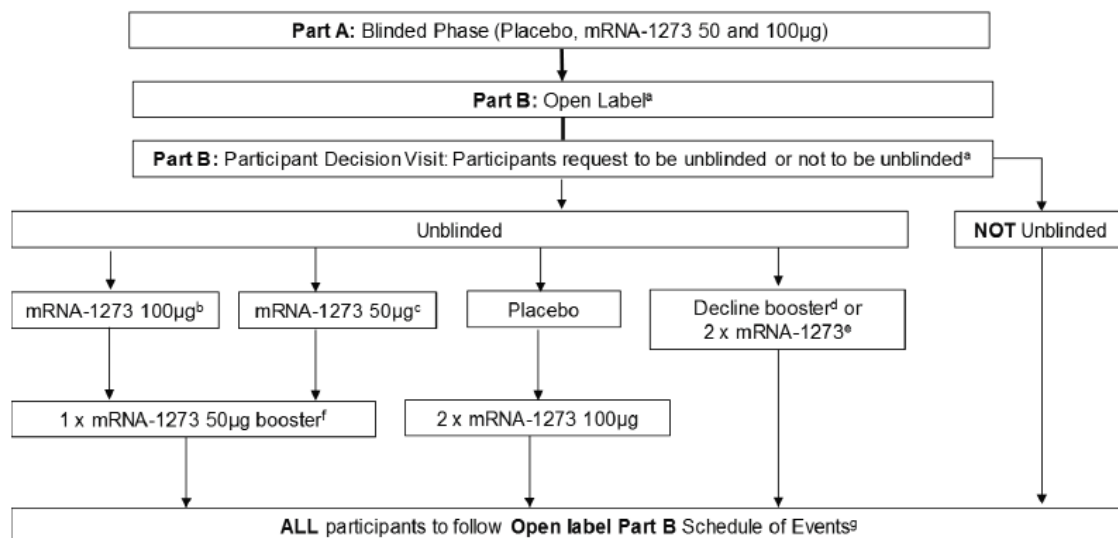 Part A: Blinded Phase (Placebo, mRNA-1273 50 and 100µg)
Part B: Open Labelᵃ
Part B: Participant Decision Visit: Participants request to be unblinded or not to be unblindedᵃ
Unblinded
NOT Unblinded
mRNA-1273 100µgᵇ
mRNA-1273 50µgᶜ
Placebo
Decline boosterᵈ or
2 x mRNA-1273ᵉ
1 x mRNA-1273 50µg boosterᶠ
2 x mRNA-1273 100µg
ALL participants to follow Open label Part B Schedule of Eventsᵍ